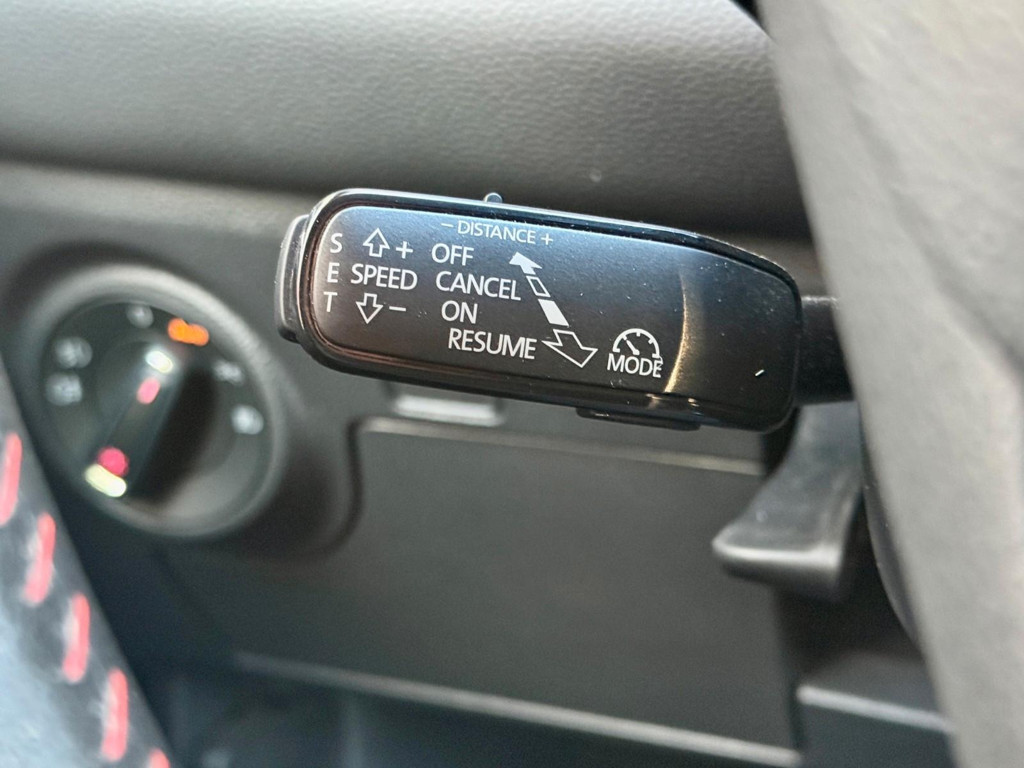 - DISTANCE +
S + OFF
E SPEED CANCEL
T - ON
RESUME
MODE